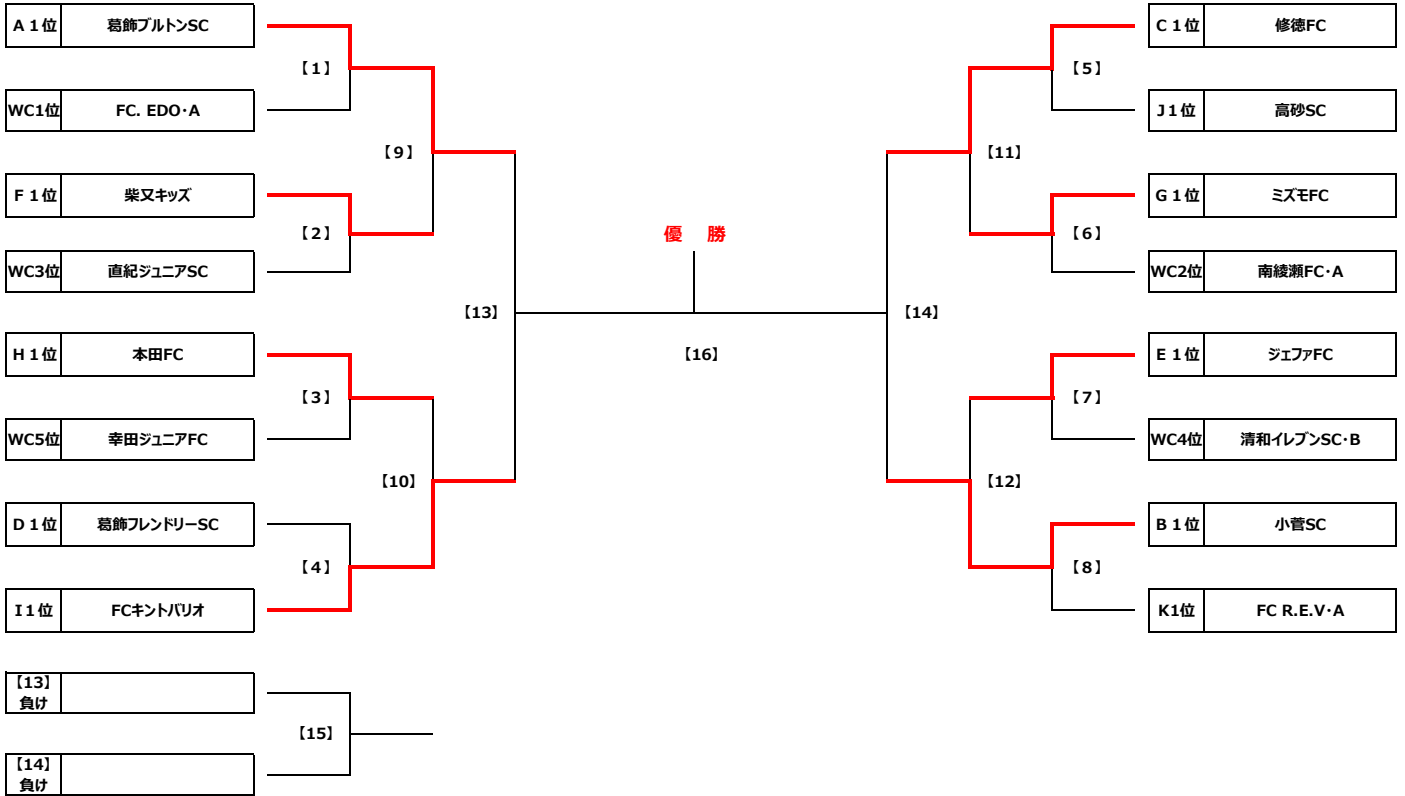 A 1位 葛飾ブルトンSC
【1】
WC1位 FC. EDO・A
【9】
F 1位 柴又キッズ
【2】
WC3位 直紀ジュニアSC
【13】
H 1位 本田FC
【3】
WC5位 幸田ジュニアFC
【10】
D 1位 葛飾フレンドリーSC
【4】
I1位 FCキントバリオ
【13】
負け
【15】
【14】
負け
優 勝
【16】
C 1位 修徳FC
【5】
J1位 高砂SC
【11】
G 1位 ミズモFC
【6】
WC2位 南綾瀬FC・A
【14】
E 1位 ジェファFC
【7】
WC4位 清和イレブンSC・B
【12】
B 1位 小菅SC
【8】
K1位 FC R.E.V・A